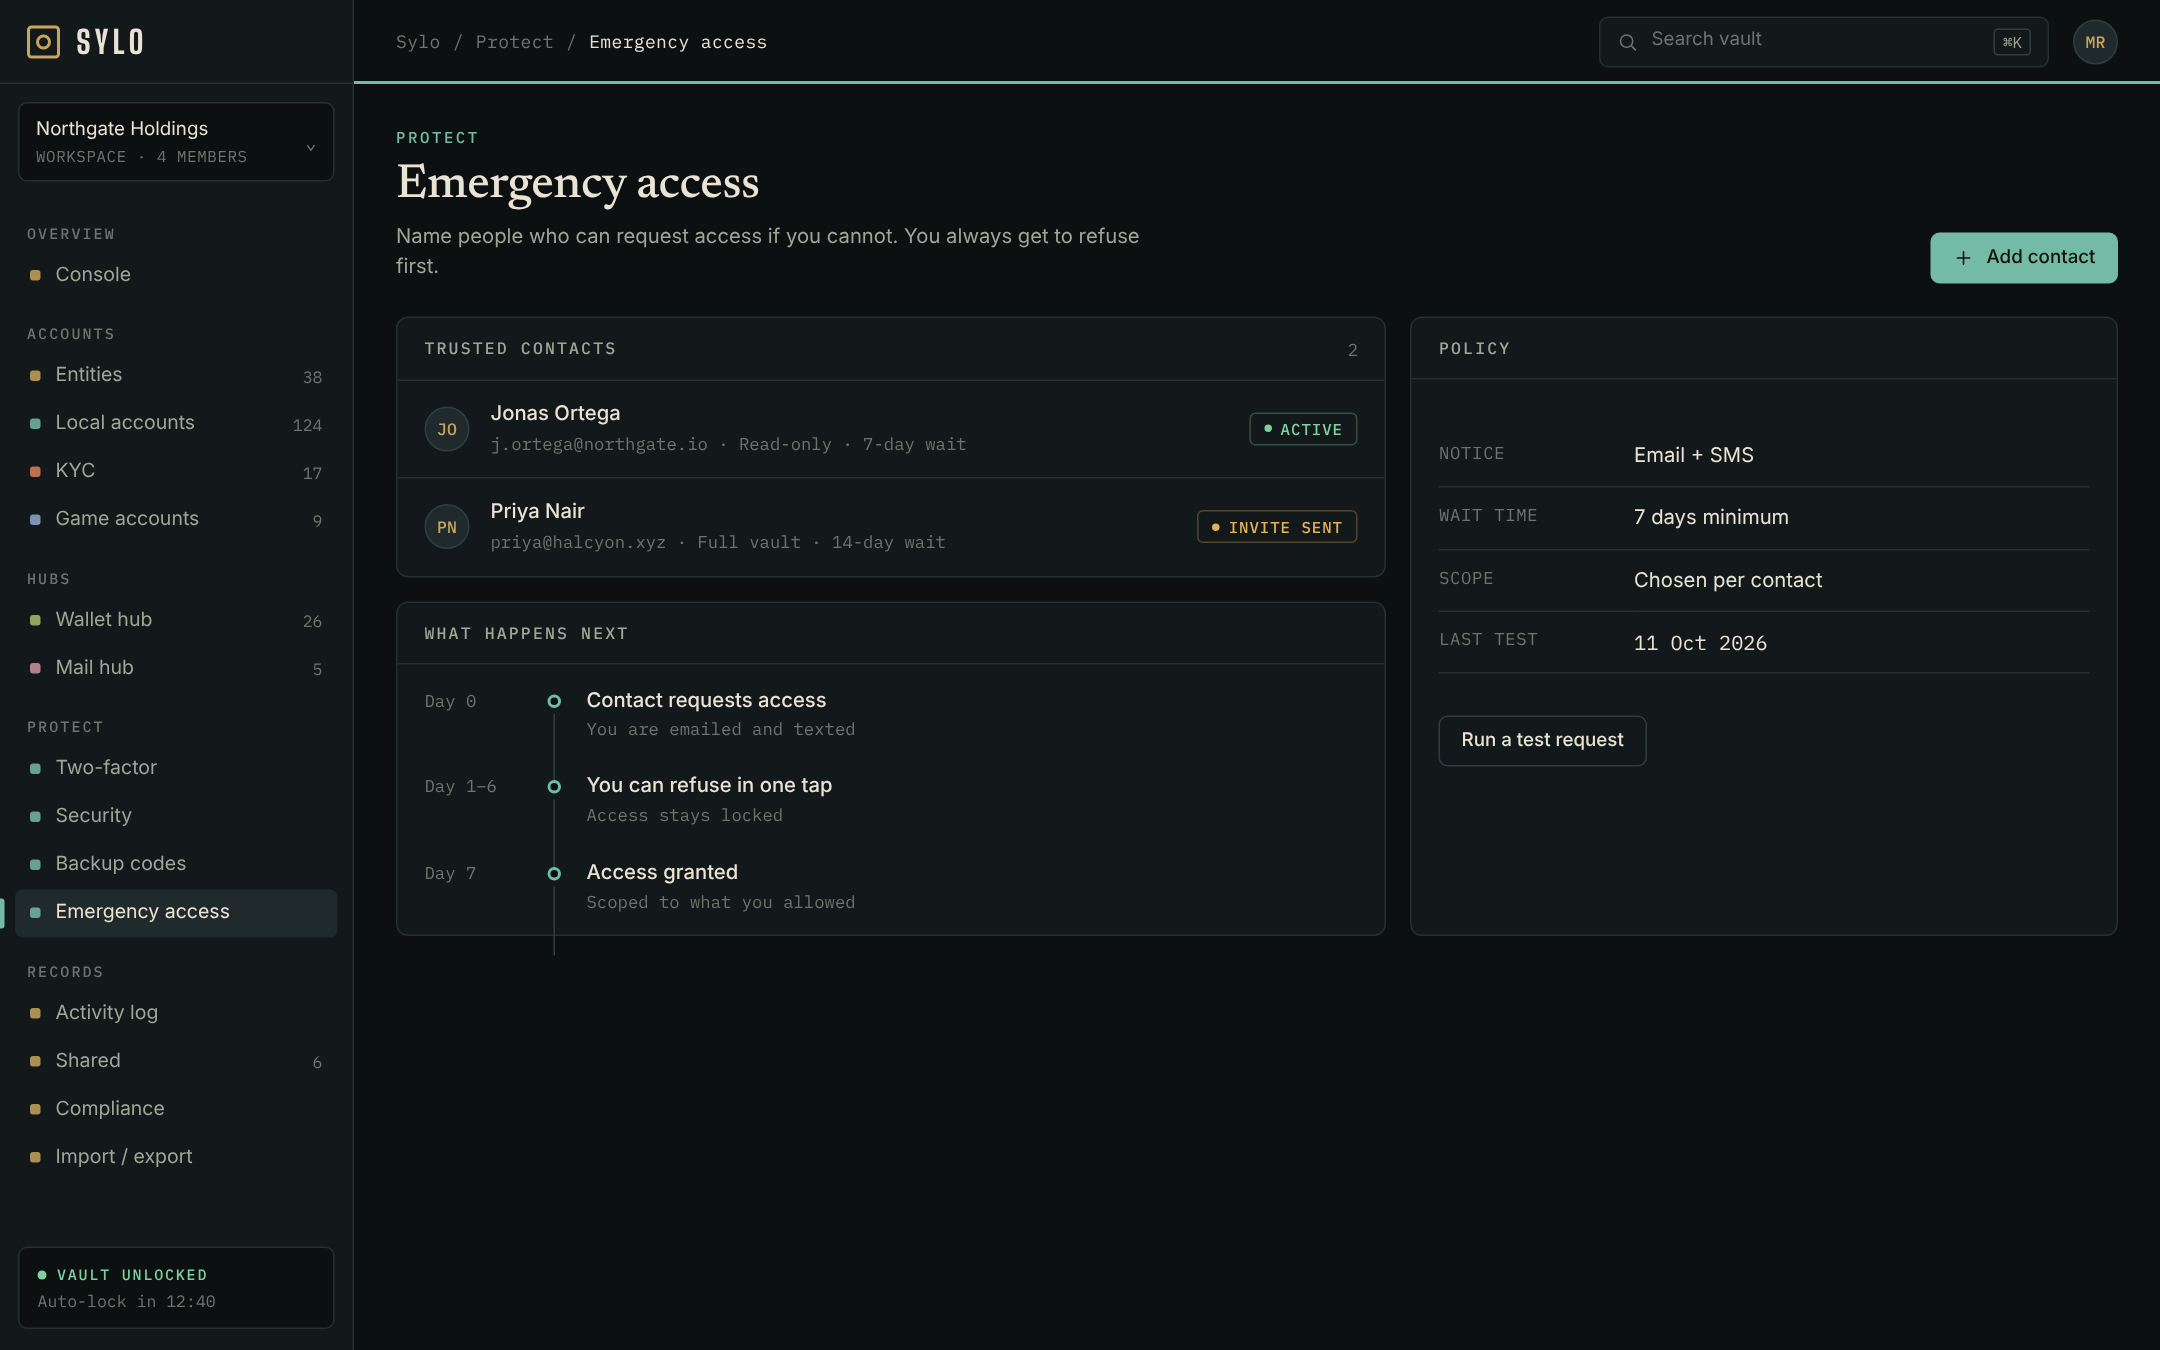 SYLO
Northgate Holdings
WORKSPACE · 4 MEMBERS
OVERVIEW
Console
ACCOUNTS
Entities 38
Local accounts 124
KYC 17
Game accounts 9
HUBS
Wallet hub 26
Mail hub 5
PROTECT
Two-factor
Security
Backup codes
Emergency access
RECORDS
Activity log
Shared 6
Compliance
Import / export
VAULT UNLOCKED
Auto-lock in 12:40
Sylo / Protect / Emergency access
Search vault ⌘K
MR
PROTECT
Emergency access
Name people who can request access if you cannot. You always get to refuse
first.
+ Add contact
TRUSTED CONTACTS 2
JO
Jonas Ortega
j.ortega@northgate.io · Read-only · 7-day wait
ACTIVE
PN
Priya Nair
priya@halcyon.xyz · Full vault · 14-day wait
INVITE SENT
WHAT HAPPENS NEXT
Day 0 Contact requests access
You are emailed and texted
Day 1–6 You can refuse in one tap
Access stays locked
Day 7 Access granted
Scoped to what you allowed
POLICY
NOTICE Email + SMS
WAIT TIME 7 days minimum
SCOPE Chosen per contact
LAST TEST 11 Oct 2026
Run a test request